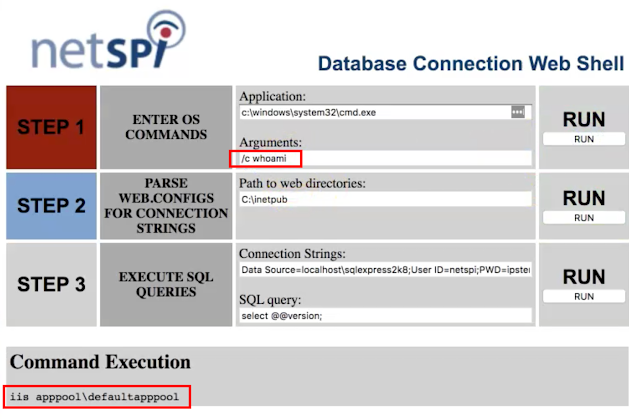 netSPI
Database Connection Web Shell
STEP 1
ENTER OS
COMMANDS
Application:
c:\windows\system32\cmd.exe
Arguments:
/c whoami
RUN
RUN
STEP 2
PARSE
WEB.CONFIGS
FOR CONNECTION
STRINGS
Path to web directories:
C:\inetpub
RUN
RUN
STEP 3
EXECUTE SQL
QUERIES
Connection Strings:
Data Source=localhost\sqlexpress2k8;User ID=netspi;PWD=ipster
SQL query:
select @@version;
RUN
RUN
Command Execution
iis apppool\defaultapppool